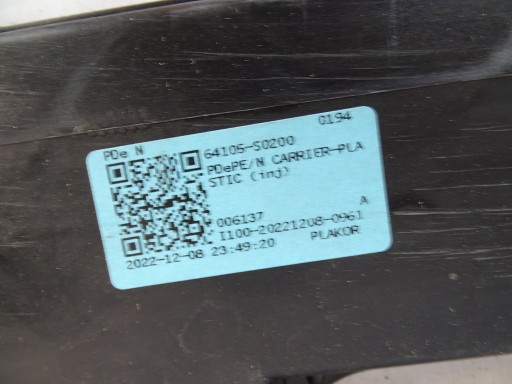 PDe N
0194
64105-S0200
PDePE/N CARRIER-PLA
STIC (inj)
006137
A
I100-20221208-0961
2022-12-08 23:49:20
PLAKOR